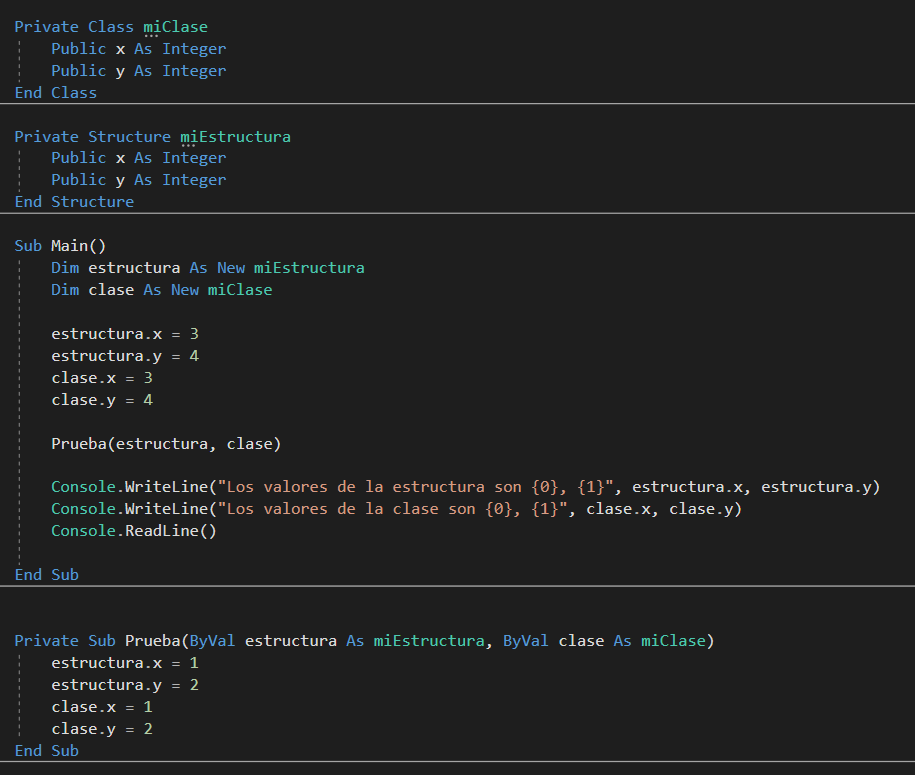 Private Class miClase
Public x As Integer
Public y As Integer
End Class
Private Structure miEstructura
Public x As Integer
Public y As Integer
End Structure
Sub Main()
Dim estructura As New miEstructura
Dim clase As New miClase
estructura.x = 3
estructura.y = 4
clase.x = 3
clase.y = 4
Prueba(estructura, clase)
Console.WriteLine("Los valores de la estructura son {0}, {1}", estructura.x, estructura.y)
Console.WriteLine("Los valores de la clase son {0}, {1}", clase.x, clase.y)
Console.ReadLine()
End Sub
Private Sub Prueba(ByVal estructura As miEstructura, ByVal clase As miClase)
estructura.x = 1
estructura.y = 2
clase.x = 1
clase.y = 2
End Sub